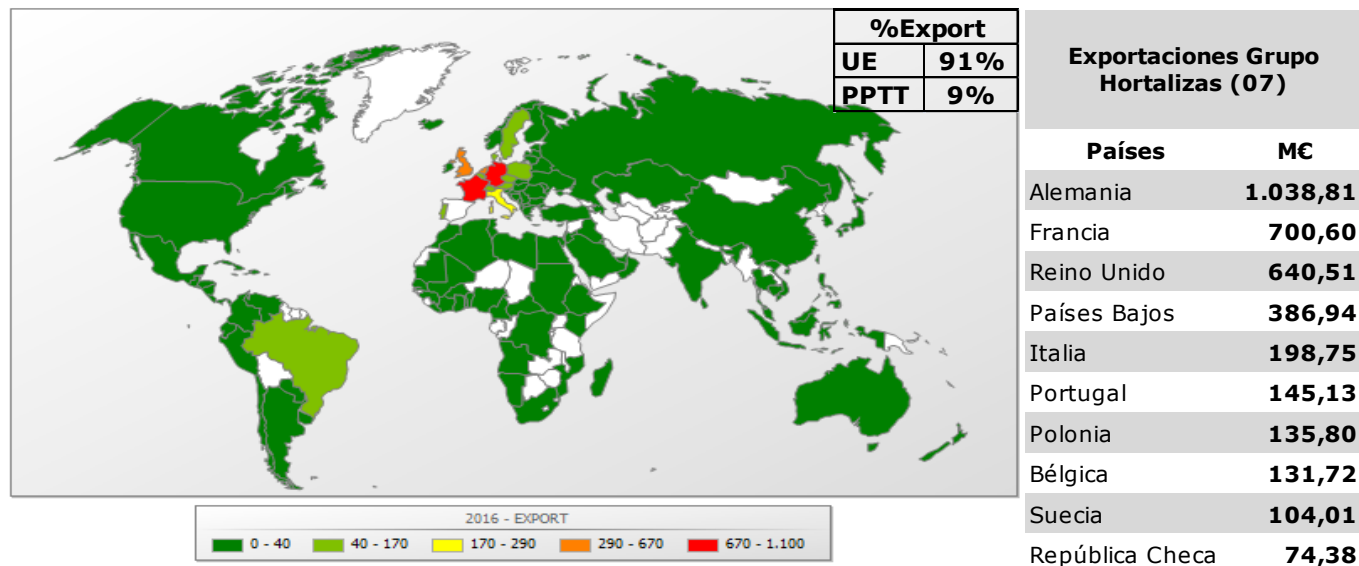 %Export
UE 91%
PPTT 9%
2016 - EXPORT
0 - 40 40 - 170 170 - 290 290 - 670 670 - 1.100
Exportaciones Grupo
Hortalizas (07)
Países M€
Alemania 1.038,81
Francia 700,60
Reino Unido 640,51
Países Bajos 386,94
Italia 198,75
Portugal 145,13
Polonia 135,80
Bélgica 131,72
Suecia 104,01
República Checa 74,38